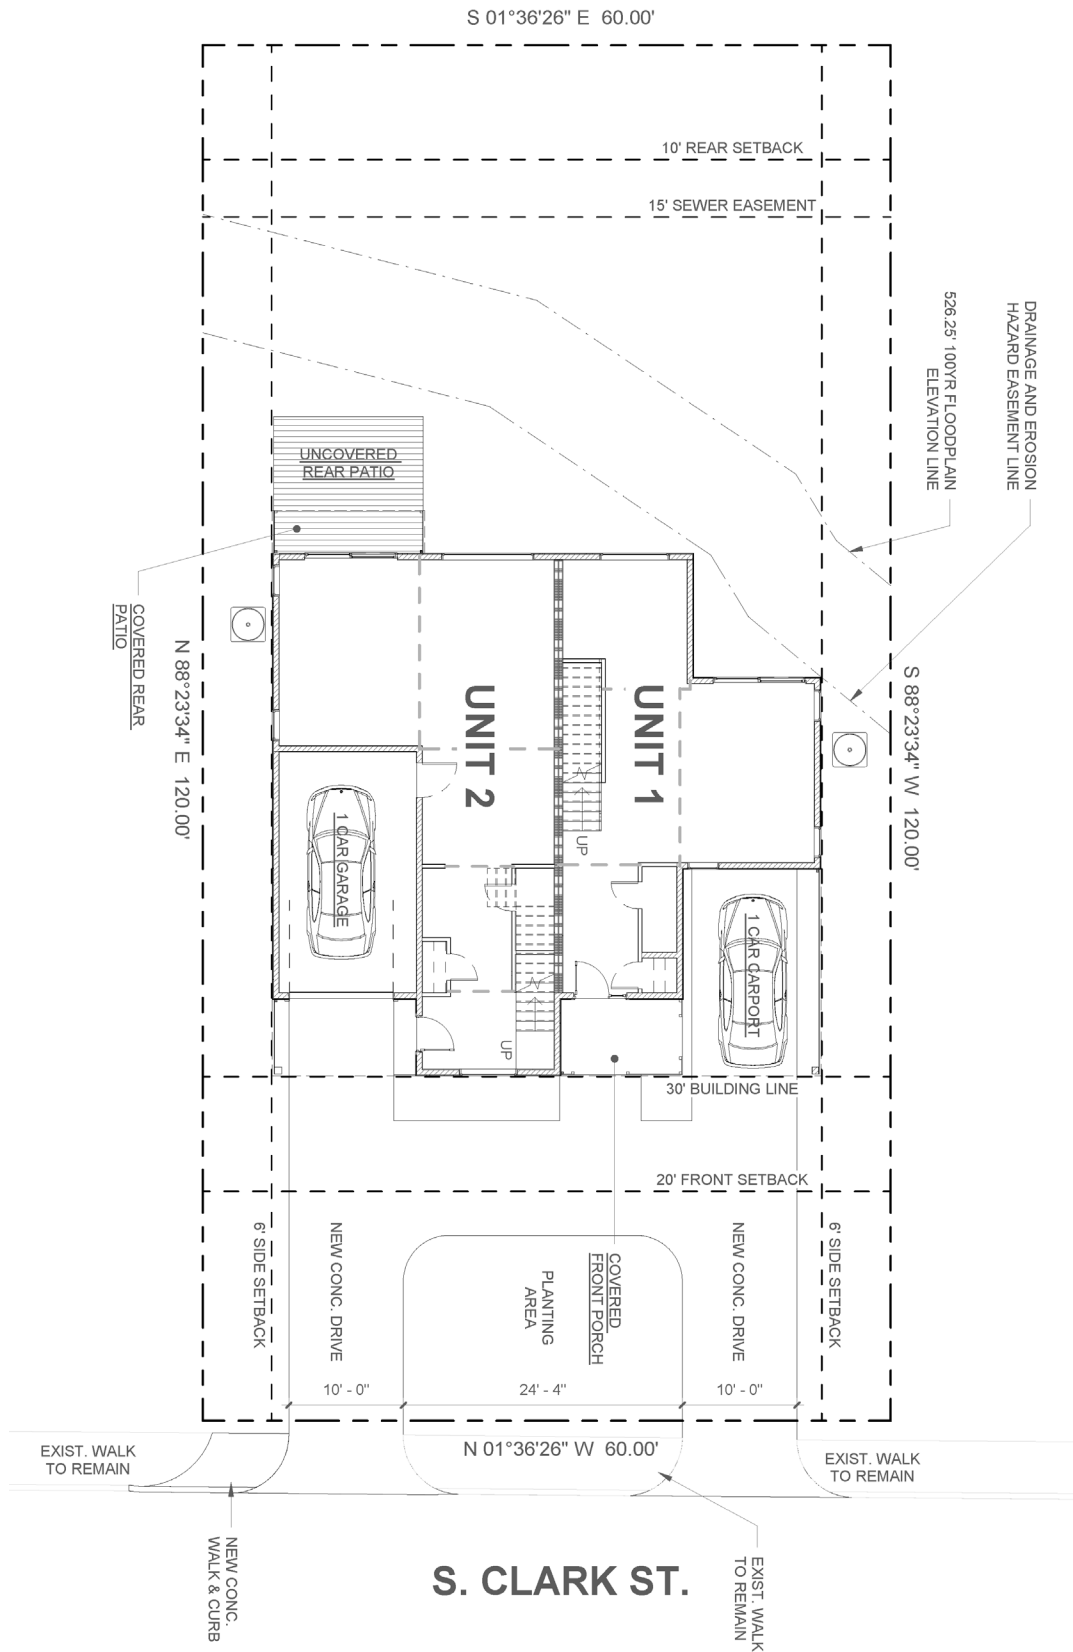 S 01°36'26" E  60.00'
10' REAR SETBACK
15' SEWER EASEMENT
DRAINAGE AND EROSION
HAZARD EASEMENT LINE
526.25' 100YR FLOODPLAIN
ELEVATION LINE
UNCOVERED
REAR PATIO
COVERED REAR
PATIO
N 88°23'34" E  120.00'
S 88°23'34" W  120.00'
UNIT 2
UNIT 1
UP
1 CAR GARAGE
1 CAR CARPORT
UP
30' BUILDING LINE
20' FRONT SETBACK
6' SIDE SETBACK
NEW CONC. DRIVE
PLANTING
AREA
COVERED
FRONT PORCH
NEW CONC. DRIVE
6' SIDE SETBACK
10' - 0"
24' - 4"
10' - 0"
N 01°36'26" W  60.00'
EXIST. WALK
TO REMAIN
EXIST. WALK
TO REMAIN
NEW CONC.
WALK & CURB
EXIST. WALK
TO REMAIN
S. CLARK ST.